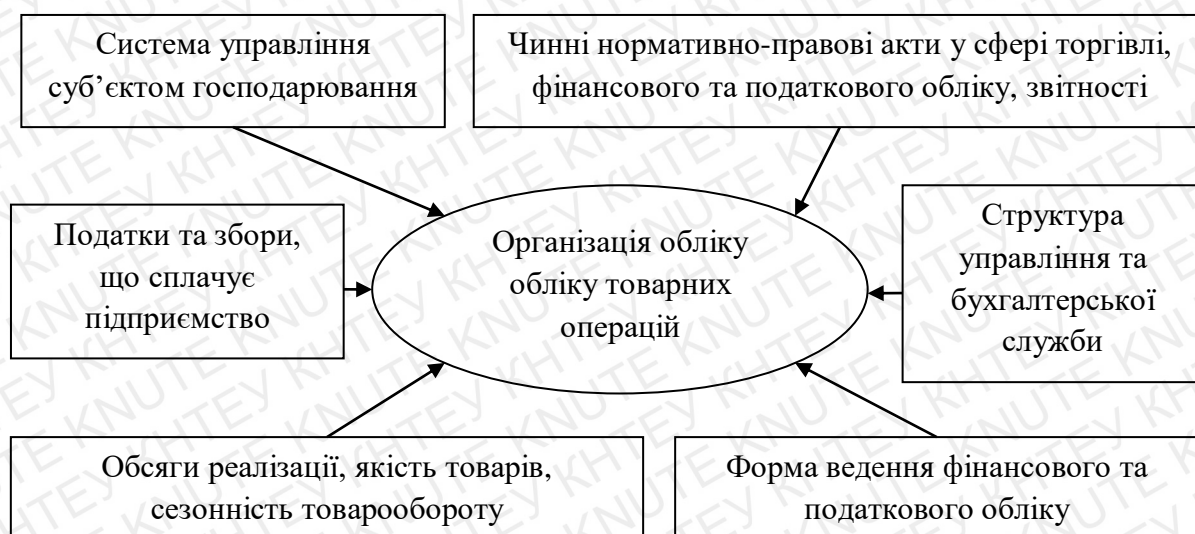 Система управління
суб’єктом господарювання
Чинні нормативно-правові акти у сфері торгівлі,
фінансового та податкового обліку, звітності
Податки та збори,
що сплачує
підприємство
Організація обліку
обліку товарних
операцій
Структура
управління та
бухгалтерської
служби
Обсяги реалізації, якість товарів,
сезонність товарообороту
Форма ведення фінансового та
податкового обліку